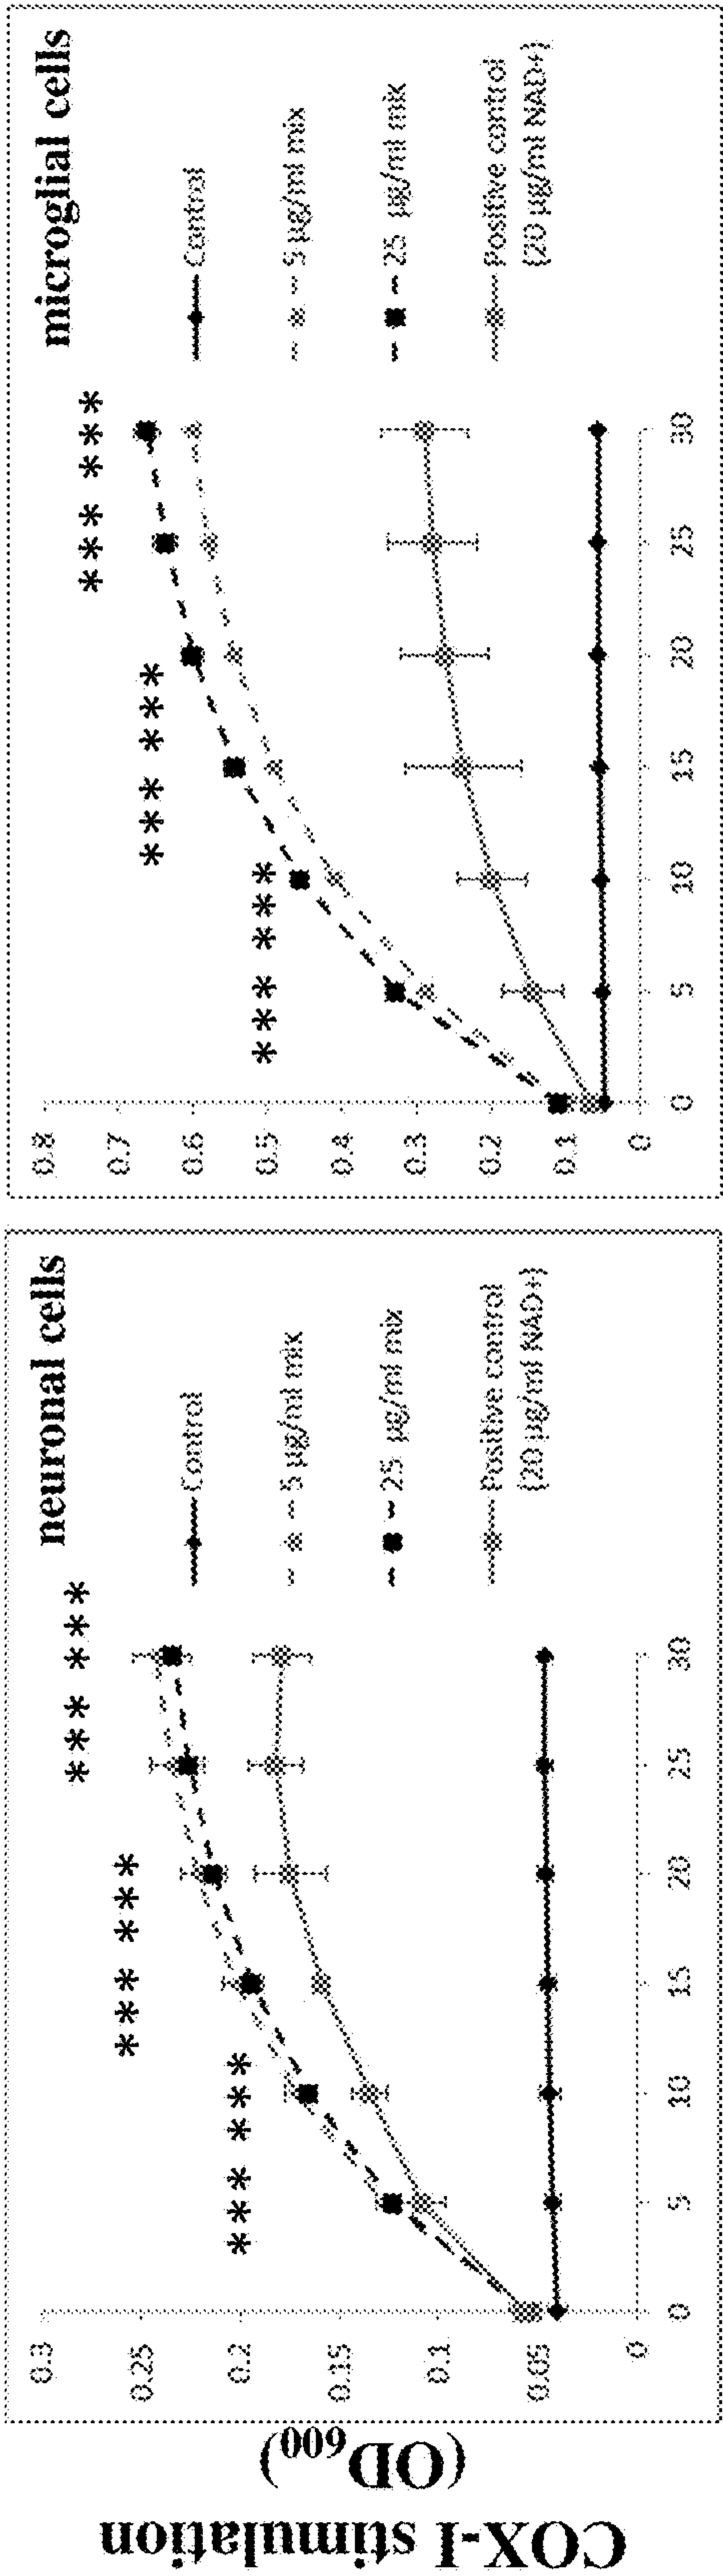 COX-I stimulation
(OD600)
neuronal cells
0.3
0.25
0.2
0.15
0.1
0.05
0
0 5 10 15 20 25 30
*** ***
*** ***
*** ***
Control
5 µg/ml mix
25 µg/ml mix
Positive control
(20 µg/ml NAD+)
microglial cells
0.8
0.7
0.6
0.5
0.4
0.3
0.2
0.1
0
0 5 10 15 20 25 30
*** ***
*** ***
*** ***
Control
5 µg/ml mix
25 µg/ml mix
Positive control
(20 µg/ml NAD+)